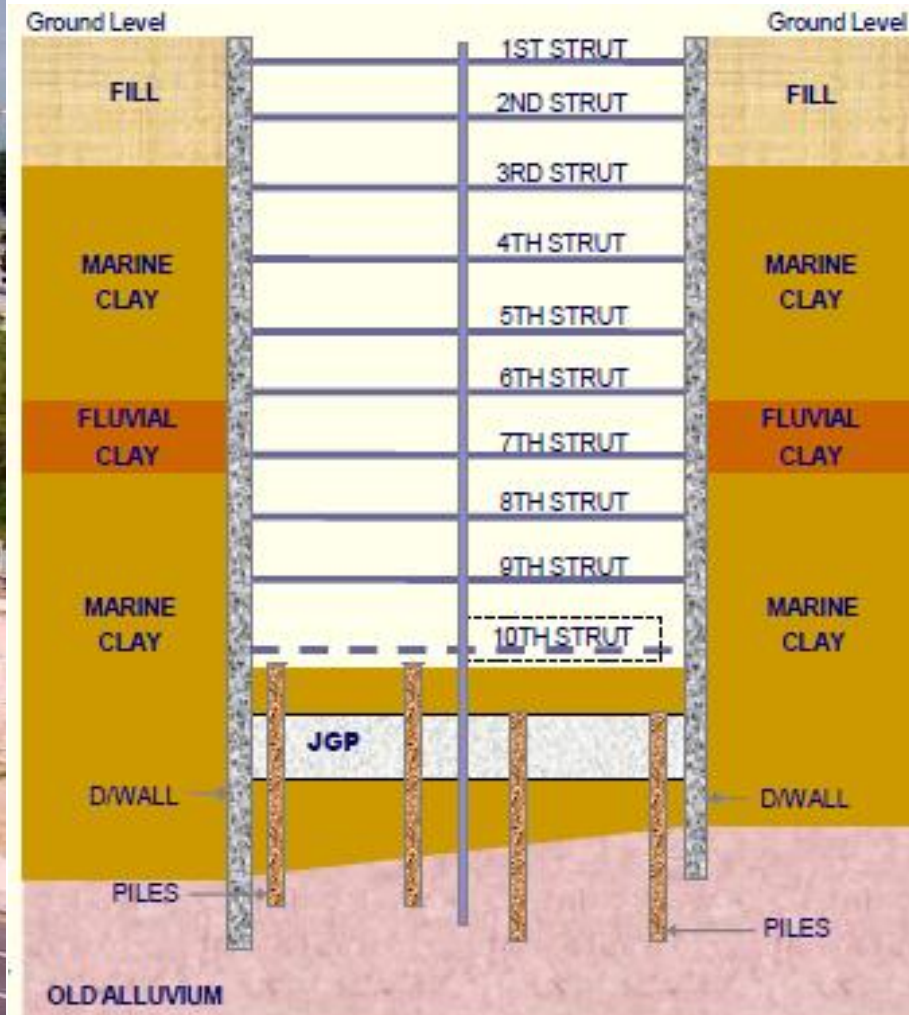 Ground Level
Ground Level
1ST STRUT
FILL
2ND STRUT
FILL
3RD STRUT
4TH STRUT
MARINE
CLAY
MARINE
CLAY
5TH STRUT
6TH STRUT
FLUVIAL
CLAY
7TH STRUT
FLUVIAL
CLAY
8TH STRUT
9TH STRUT
MARINE
CLAY
10TH STRUT
MARINE
CLAY
JGP
D/WALL
D/WALL
PILES
PILES
OLD ALLUVIUM